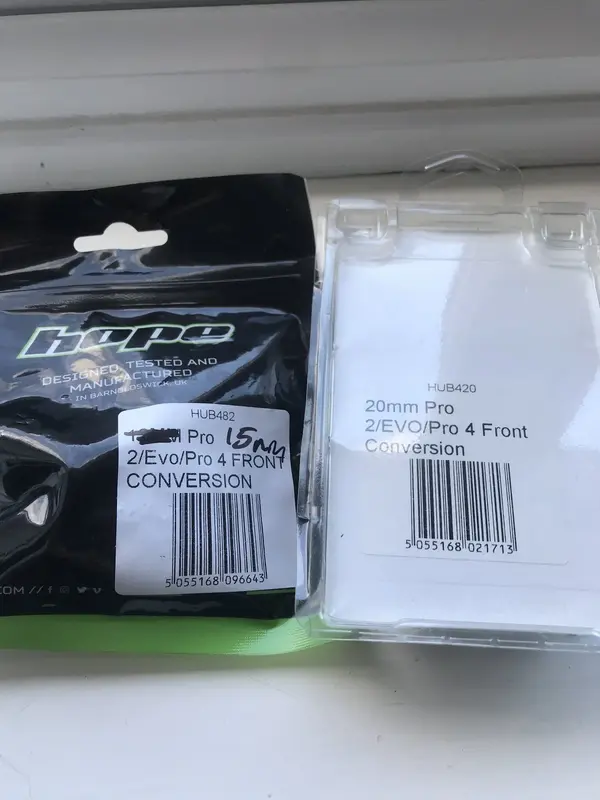 hope
DESIGNED, TESTED AND
MANUFACTURED
IN BARNOLDSWICK, UK
HUB482
Pro 15mm
2/Evo/Pro 4 FRONT
CONVERSION
5 055168 096643
.COM // f
HUB420
20mm Pro
2/EVO/Pro 4 Front
Conversion
5 055168 021713